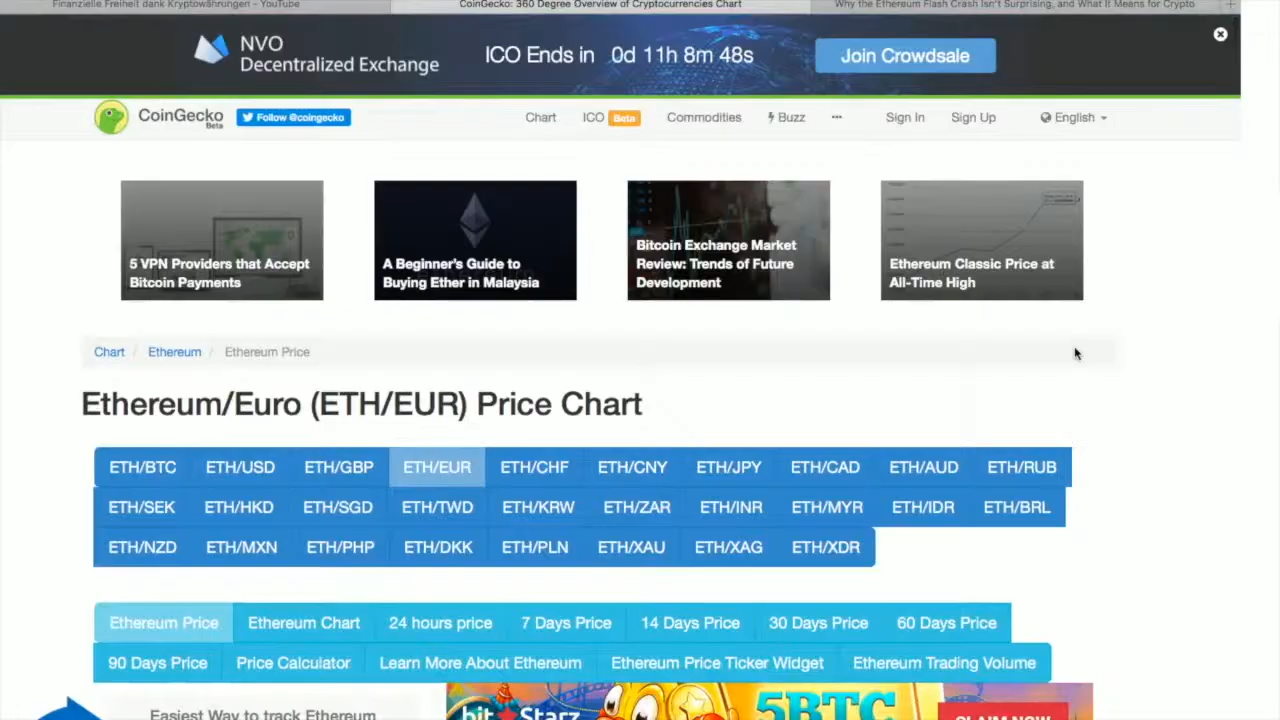 Finanzielle Freiheit dank Kryptowährungen - YouTube
CoinGecko: 360 Degree Overview of Cryptocurrencies Chart
Why the Ethereum Flash Crash Isn't Surprising, and What It Means for Crypto
NVO
Decentralized Exchange
ICO Ends in 0d 11h 8m 48s
Join Crowdsale
CoinGecko
Beta
Follow @coingecko
Chart
ICO Beta
Commodities
Buzz
Sign In
Sign Up
English
5 VPN Providers that Accept
Bitcoin Payments
A Beginner's Guide to
Buying Ether in Malaysia
Bitcoin Exchange Market
Review: Trends of Future
Development
Ethereum Classic Price at
All-Time High
Chart / Ethereum / Ethereum Price
Ethereum/Euro (ETH/EUR) Price Chart
ETH/BTC ETH/USD ETH/GBP ETH/EUR ETH/CHF ETH/CNY ETH/JPY ETH/CAD ETH/AUD ETH/RUB
ETH/SEK ETH/HKD ETH/SGD ETH/TWD ETH/KRW ETH/ZAR ETH/INR ETH/MYR ETH/IDR ETH/BRL
ETH/NZD ETH/MXN ETH/PHP ETH/DKK ETH/PLN ETH/XAU ETH/XAG ETH/XDR
Ethereum Price Ethereum Chart 24 hours price 7 Days Price 14 Days Price 30 Days Price 60 Days Price
90 Days Price Price Calculator Learn More About Ethereum Ethereum Price Ticker Widget Ethereum Trading Volume
Easiest Way to track Ethereum
bitStarz
5BTC
CLAIM NOW